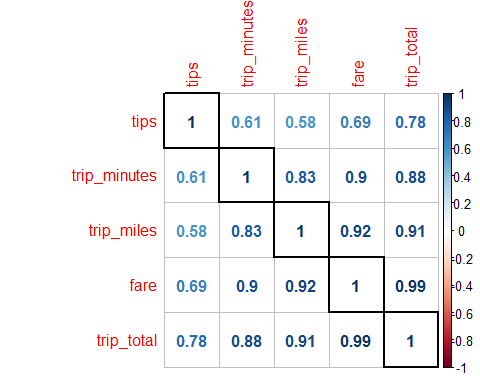 tips trip_minutes trip_miles fare trip_total
tips 1 0.61 0.58 0.69 0.78
trip_minutes 0.61 1 0.83 0.9 0.88
trip_miles 0.58 0.83 1 0.92 0.91
fare 0.69 0.9 0.92 1 0.99
trip_total 0.78 0.88 0.91 0.99 1
1
0.8
0.6
0.4
0.2
0
-0.2
-0.4
-0.6
-0.8
-1